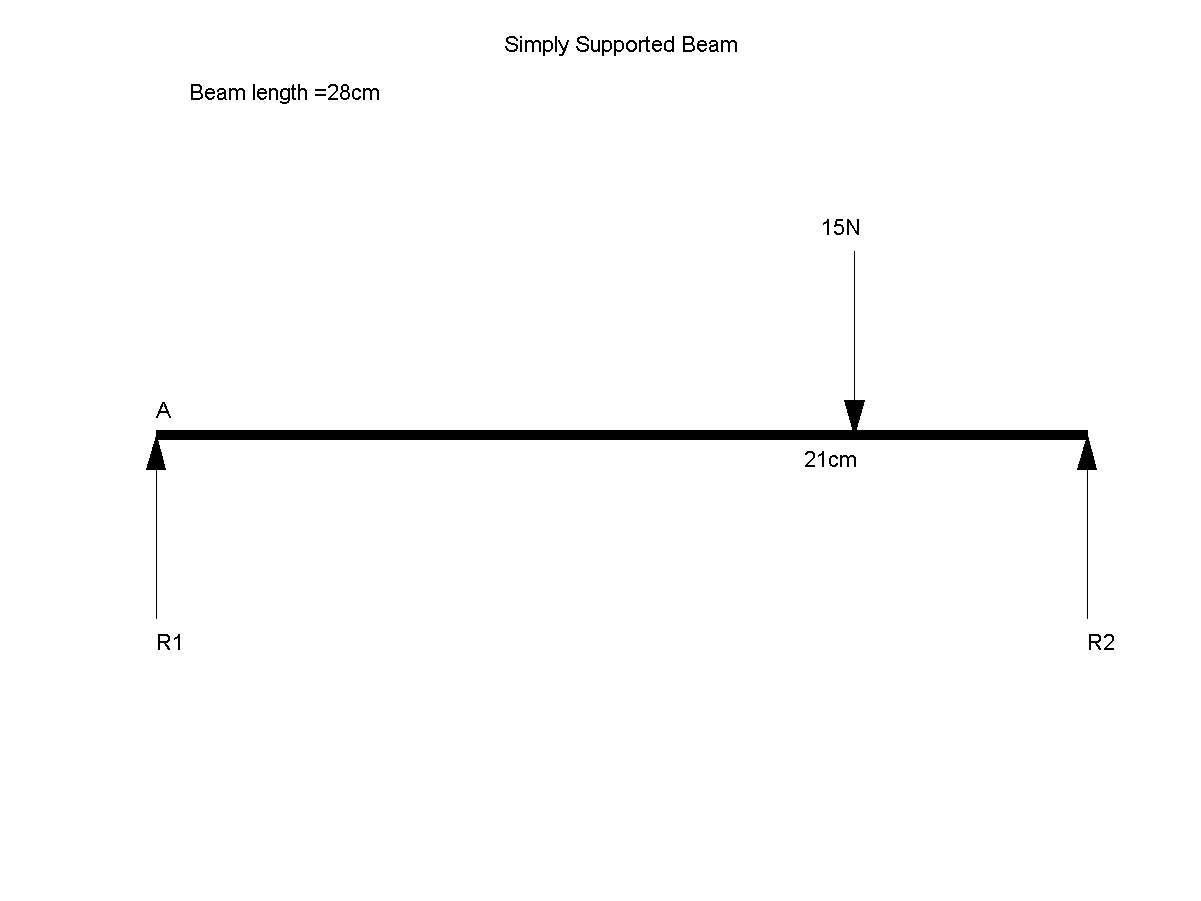 Simply Supported Beam
Beam length =28cm
15N
A
21cm
R1
R2